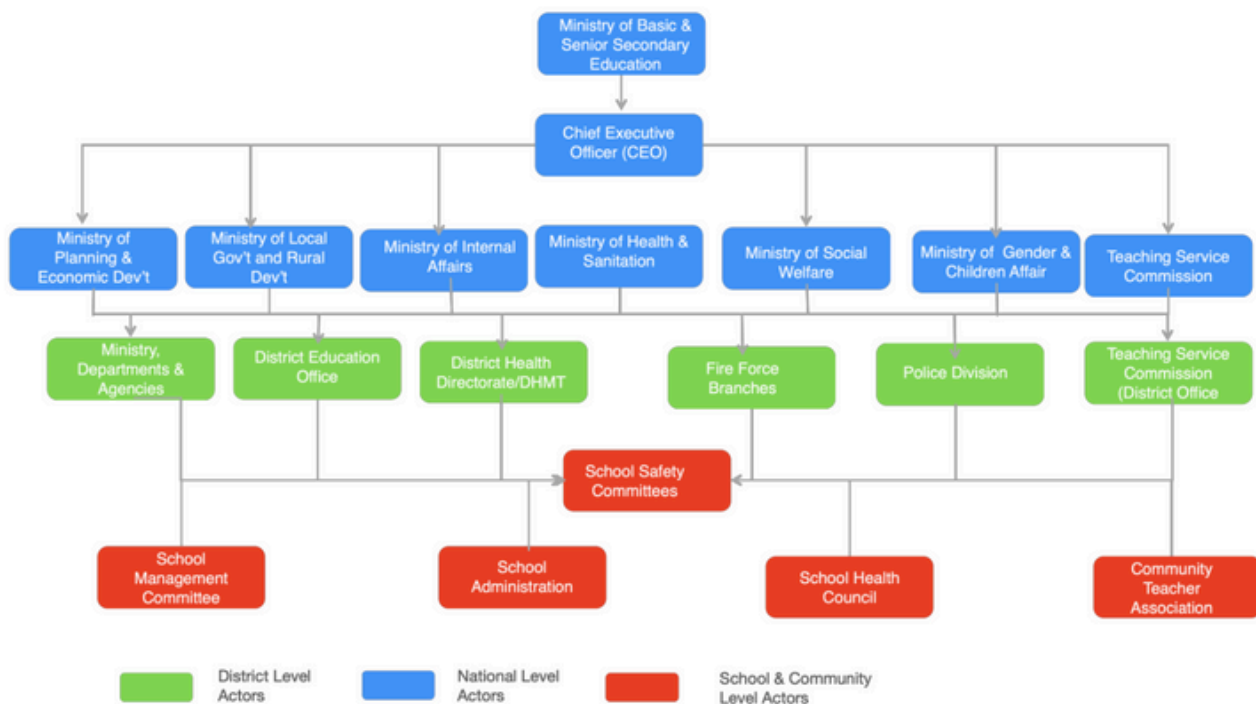 Ministry of Basic &
Senior Secondary
Education
Chief Executive
Officer (CEO)
Ministry of
Planning &
Economic Dev't
Ministry of Local
Gov't and Rural
Dev't
Ministry of Internal
Affairs
Ministry of Health &
Sanitation
Ministry of Social
Welfare
Ministry of Gender &
Children Affair
Teaching Service
Commission
Ministry,
Departments &
Agencies
District Education
Office
District Health
Directorate/DHMT
Fire Force
Branches
Police Division
Teaching Service
Commission
(District Office
School Safety
Committees
School
Management
Committee
School
Administration
School Health
Council
Community
Teacher
Association
District Level
Actors
National Level
Actors
School & Community
Level Actors